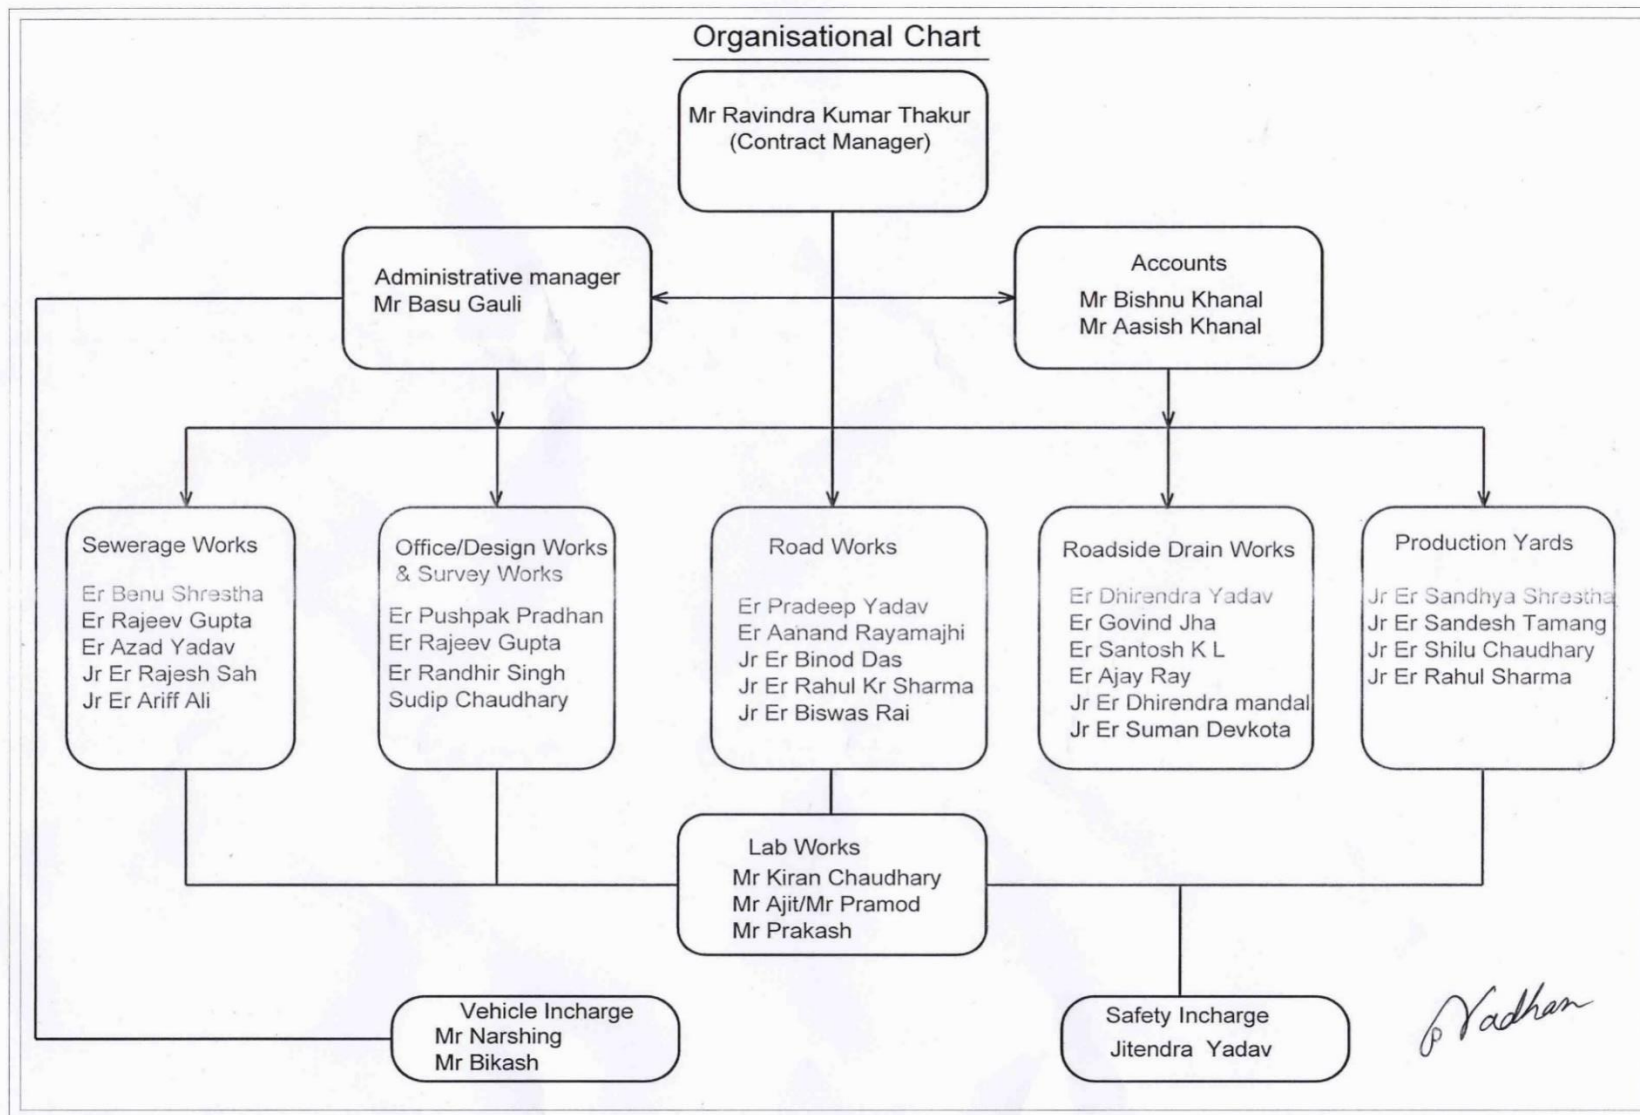 Organisational Chart
Mr Ravindra Kumar Thakur
(Contract Manager)
Administrative manager
Mr Basu Gauli
Accounts
Mr Bishnu Khanal
Mr Aasish Khanal
Sewerage Works
Er Benu Shrestha
Er Rajeev Gupta
Er Azad Yadav
Jr Er Rajesh Sah
Jr Er Ariff Ali
Office/Design Works
& Survey Works
Er Pushpak Pradhan
Er Rajeev Gupta
Er Randhir Singh
Sudip Chaudhary
Road Works
Er Pradeep Yadav
Er Aanand Rayamajhi
Jr Er Binod Das
Jr Er Rahul Kr Sharma
Jr Er Biswas Rai
Roadside Drain Works
Er Dhirendra Yadav
Er Govind Jha
Er Santosh K L
Er Ajay Ray
Jr Er Dhirendra mandal
Jr Er Suman Devkota
Production Yards
Jr Er Sandhya Shrestha
Jr Er Sandesh Tamang
Jr Er Shilu Chaudhary
Jr Er Rahul Sharma
Lab Works
Mr Kiran Chaudhary
Mr Ajit/Mr Pramod
Mr Prakash
Vehicle Incharge
Mr Narshing
Mr Bikash
Safety Incharge
Jitendra Yadav